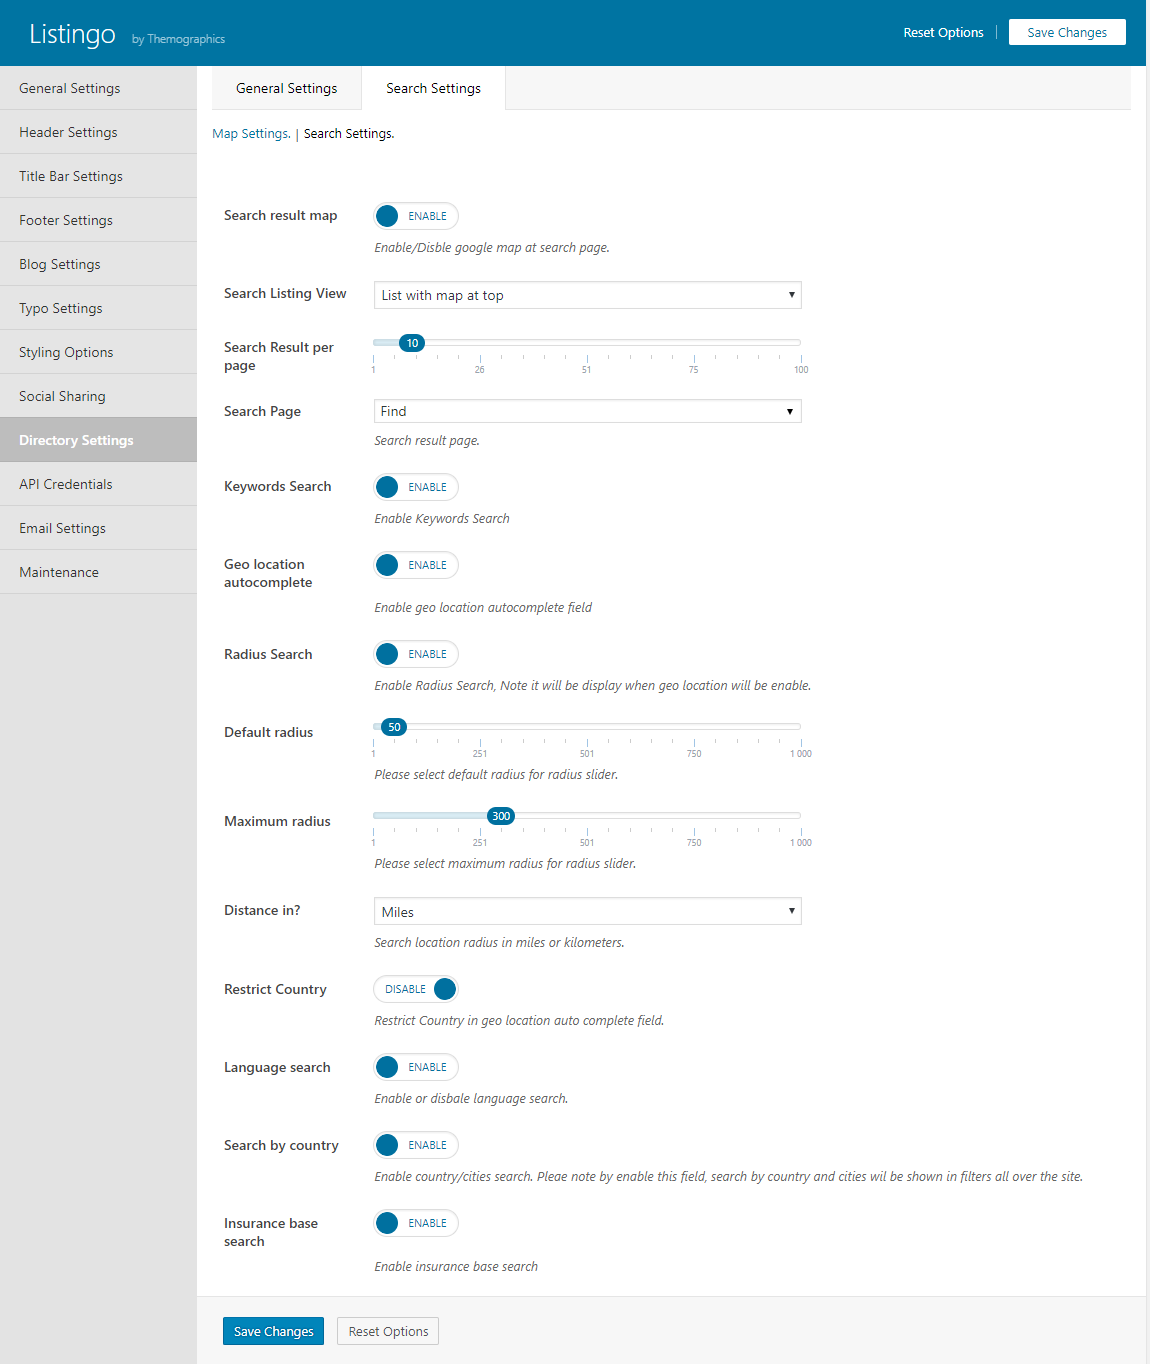 Listingo by Themographics
Reset Options | Save Changes
General Settings
Header Settings
Title Bar Settings
Footer Settings
Blog Settings
Typo Settings
Styling Options
Social Sharing
Directory Settings
API Credentials
Email Settings
Maintenance
General Settings Search Settings
Map Settings. | Search Settings.
Search result map ENABLE
Enable/Disble google map at search page.
Search Listing View List with map at top
Search Result per
page
10
1 26 51 75 100
Search Page Find
Search result page.
Keywords Search ENABLE
Enable Keywords Search
Geo location
autocomplete
ENABLE
Enable geo location autocomplete field
Radius Search ENABLE
Enable Radius Search, Note it will be display when geo location will be enable.
Default radius 50
1 251 501 750 1 000
Please select default radius for radius slider.
Maximum radius 300
1 251 501 750 1 000
Please select maximum radius for radius slider.
Distance in? Miles
Search location radius in miles or kilometers.
Restrict Country DISABLE
Restrict Country in geo location auto complete field.
Language search ENABLE
Enable or disbale language search.
Search by country ENABLE
Enable country/cities search. Pleae note by enable this field, search by country and cities wil be shown in filters all over the site.
Insurance base
search
ENABLE
Enable insurance base search
Save Changes Reset Options